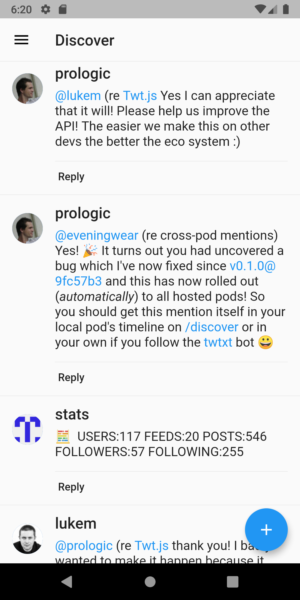 6:20
Discover
prologic
@lukem (re Twt.js Yes I can appreciate
that it will! Please help us improve the
API! The easier we make this on other
devs the better the eco system :)
Reply
prologic
@eveningwear (re cross-pod mentions)
Yes! 🎉 It turns out you had uncovered a
bug which I've now fixed since v0.1.0@
9fc57b3 and this has now rolled out
(automatically) to all hosted pods! So
you should get this mention itself in your
local pod's timeline on /discover or in
your own if you follow the twtxt bot 😀
Reply
stats
🧮 USERS:117 FEEDS:20 POSTS:546
FOLLOWERS:57 FOLLOWING:255
Reply
lukem
@prologic (re Twt.js thank you! I
wanted to make it happen because it